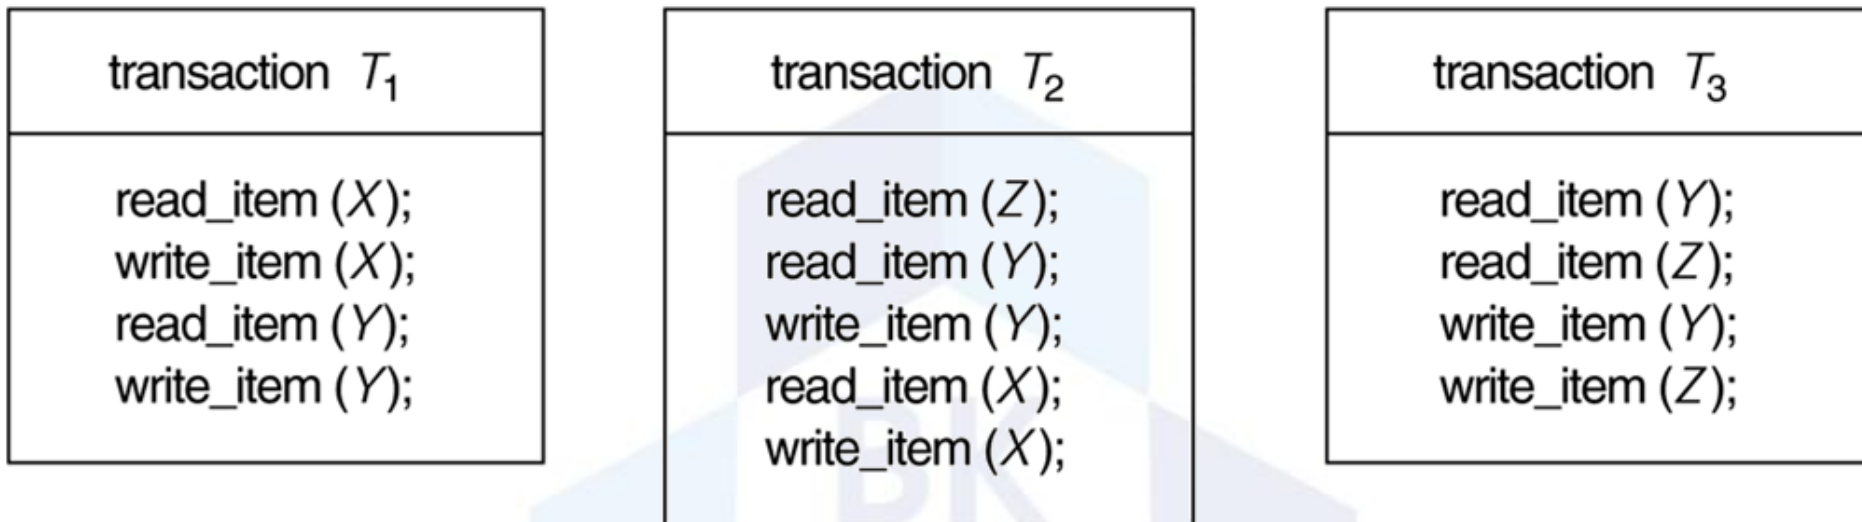 transaction T₁
read_item (X);
write_item (X);
read_item (Y);
write_item (Y);
transaction T₂
read_item (Z);
read_item (Y);
write_item (Y);
read_item (X);
write_item (X);
transaction T₃
read_item (Y);
read_item (Z);
write_item (Y);
write_item (Z);
BK